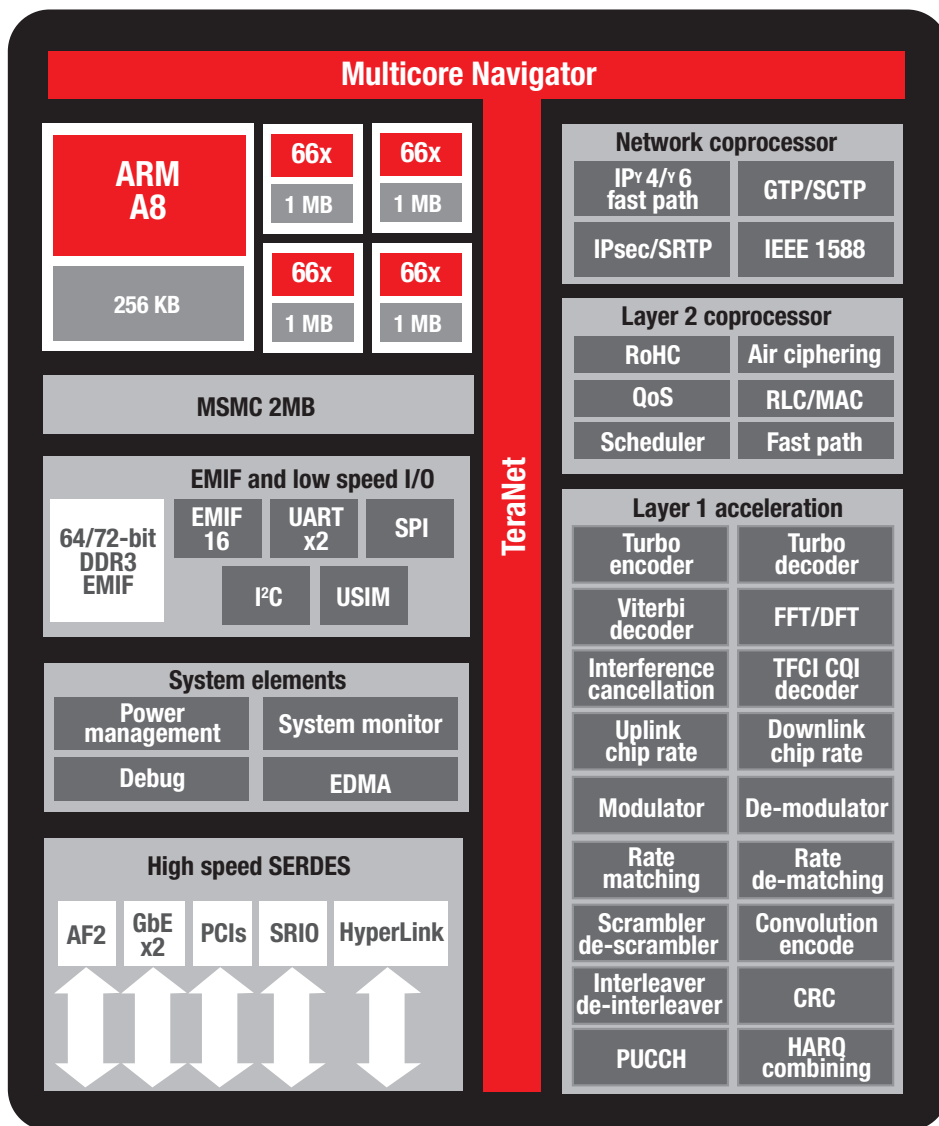 Multicore Navigator
ARM
A8
256 KB
66x
1 MB
66x
1 MB
66x
1 MB
66x
1 MB
MSMC 2MB
EMIF and low speed I/O
64/72-bit
DDR3
EMIF
EMIF
16
UART
x2
SPI
I²C
USIM
System elements
Power
management
System monitor
Debug
EDMA
High speed SERDES
AF2
GbE
x2
PCIs
SRIO
HyperLink
TeraNet
Network coprocessor
IPʸ 4/ʸ 6
fast path
GTP/SCTP
IPsec/SRTP
IEEE 1588
Layer 2 coprocessor
RoHC
Air ciphering
QoS
RLC/MAC
Scheduler
Fast path
Layer 1 acceleration
Turbo
encoder
Turbo
decoder
Viterbi
decoder
FFT/DFT
Interference
cancellation
TFCI CQI
decoder
Uplink
chip rate
Downlink
chip rate
Modulator
De-modulator
Rate
matching
Rate
de-matching
Scrambler
de-scrambler
Convolution
encode
Interleaver
de-interleaver
CRC
PUCCH
HARQ
combining